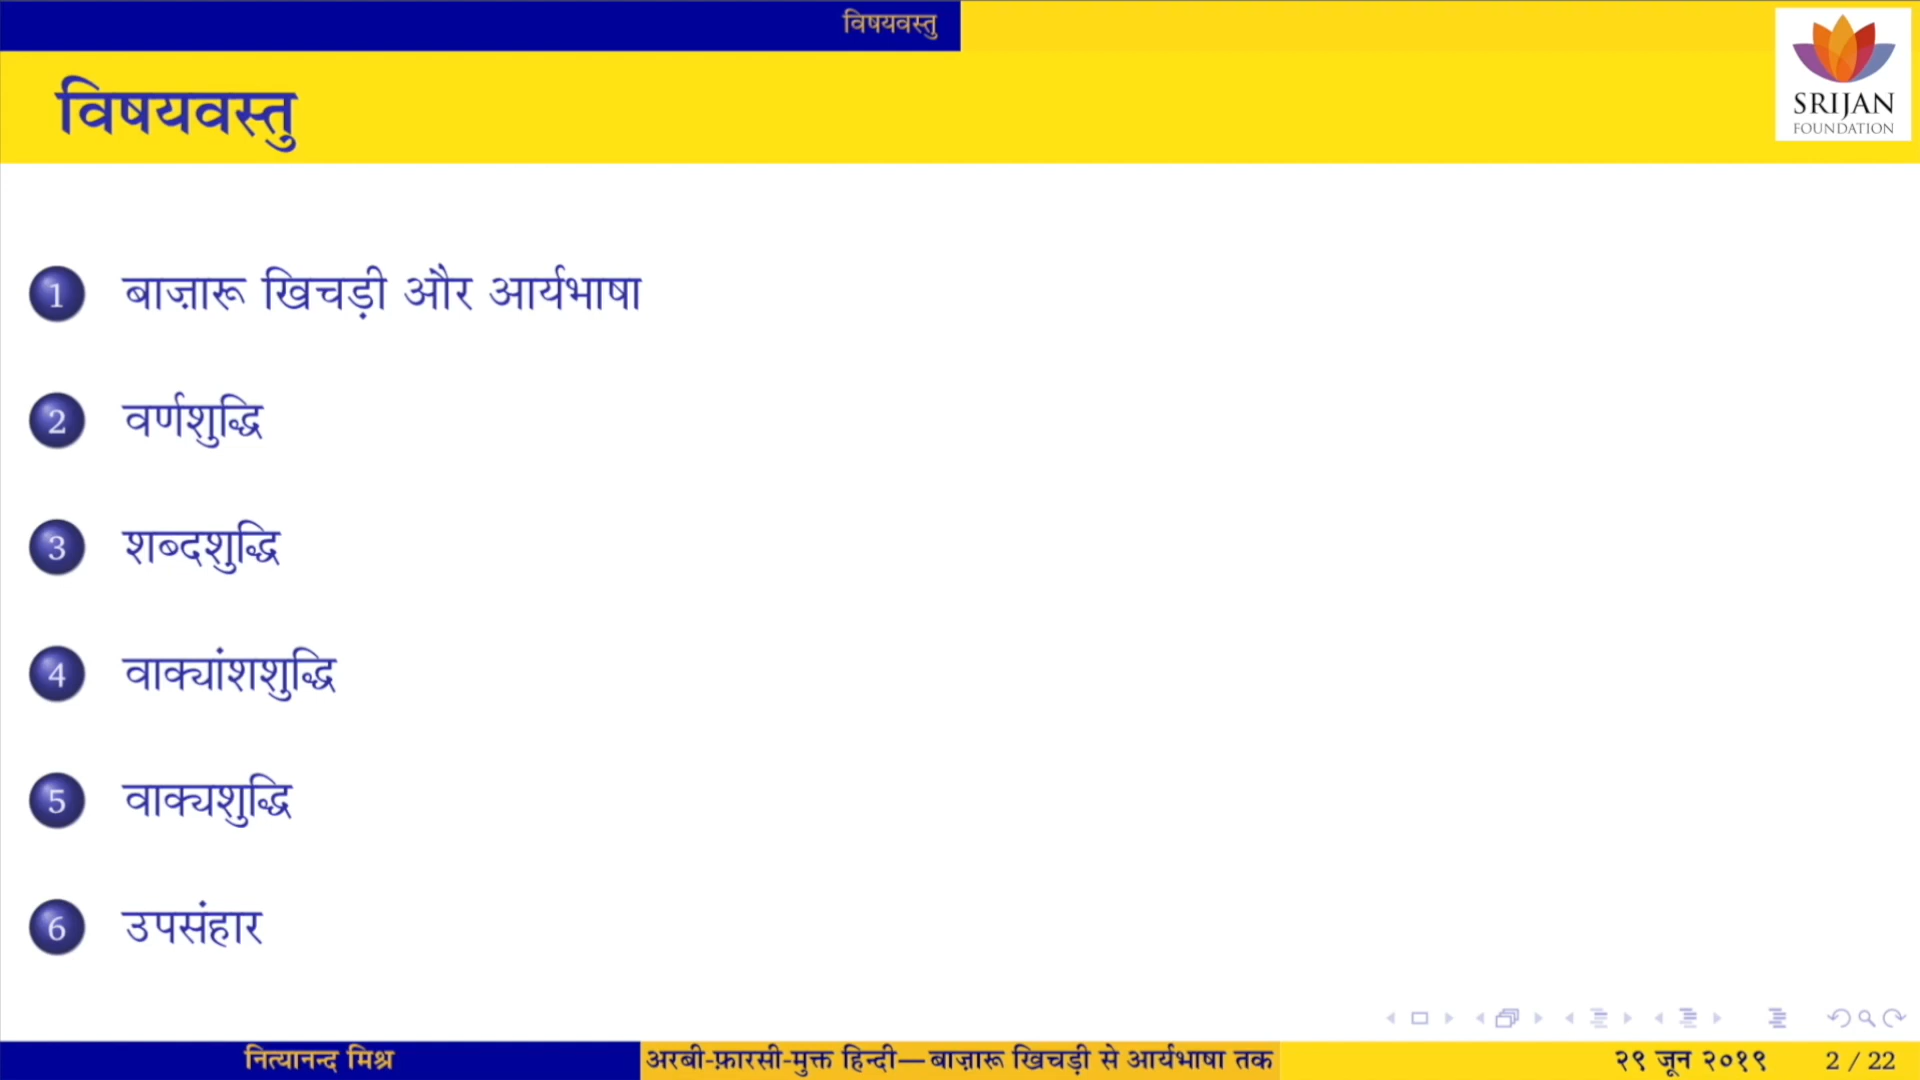 विषयवस्तु
विषयवस्तु
SRIJAN
FOUNDATION
1 बाज़ारू खिचड़ी और आर्यभाषा
2 वर्णशुद्धि
3 शब्दशुद्धि
4 वाक्यांशशुद्धि
5 वाक्यशुद्धि
6 उपसंहार
नित्यानन्द मिश्र अरबी-फ़ारसी-मुक्त हिन्दी—बाज़ारू खिचड़ी से आर्यभाषा तक २९ जून २०१९ 2 / 22